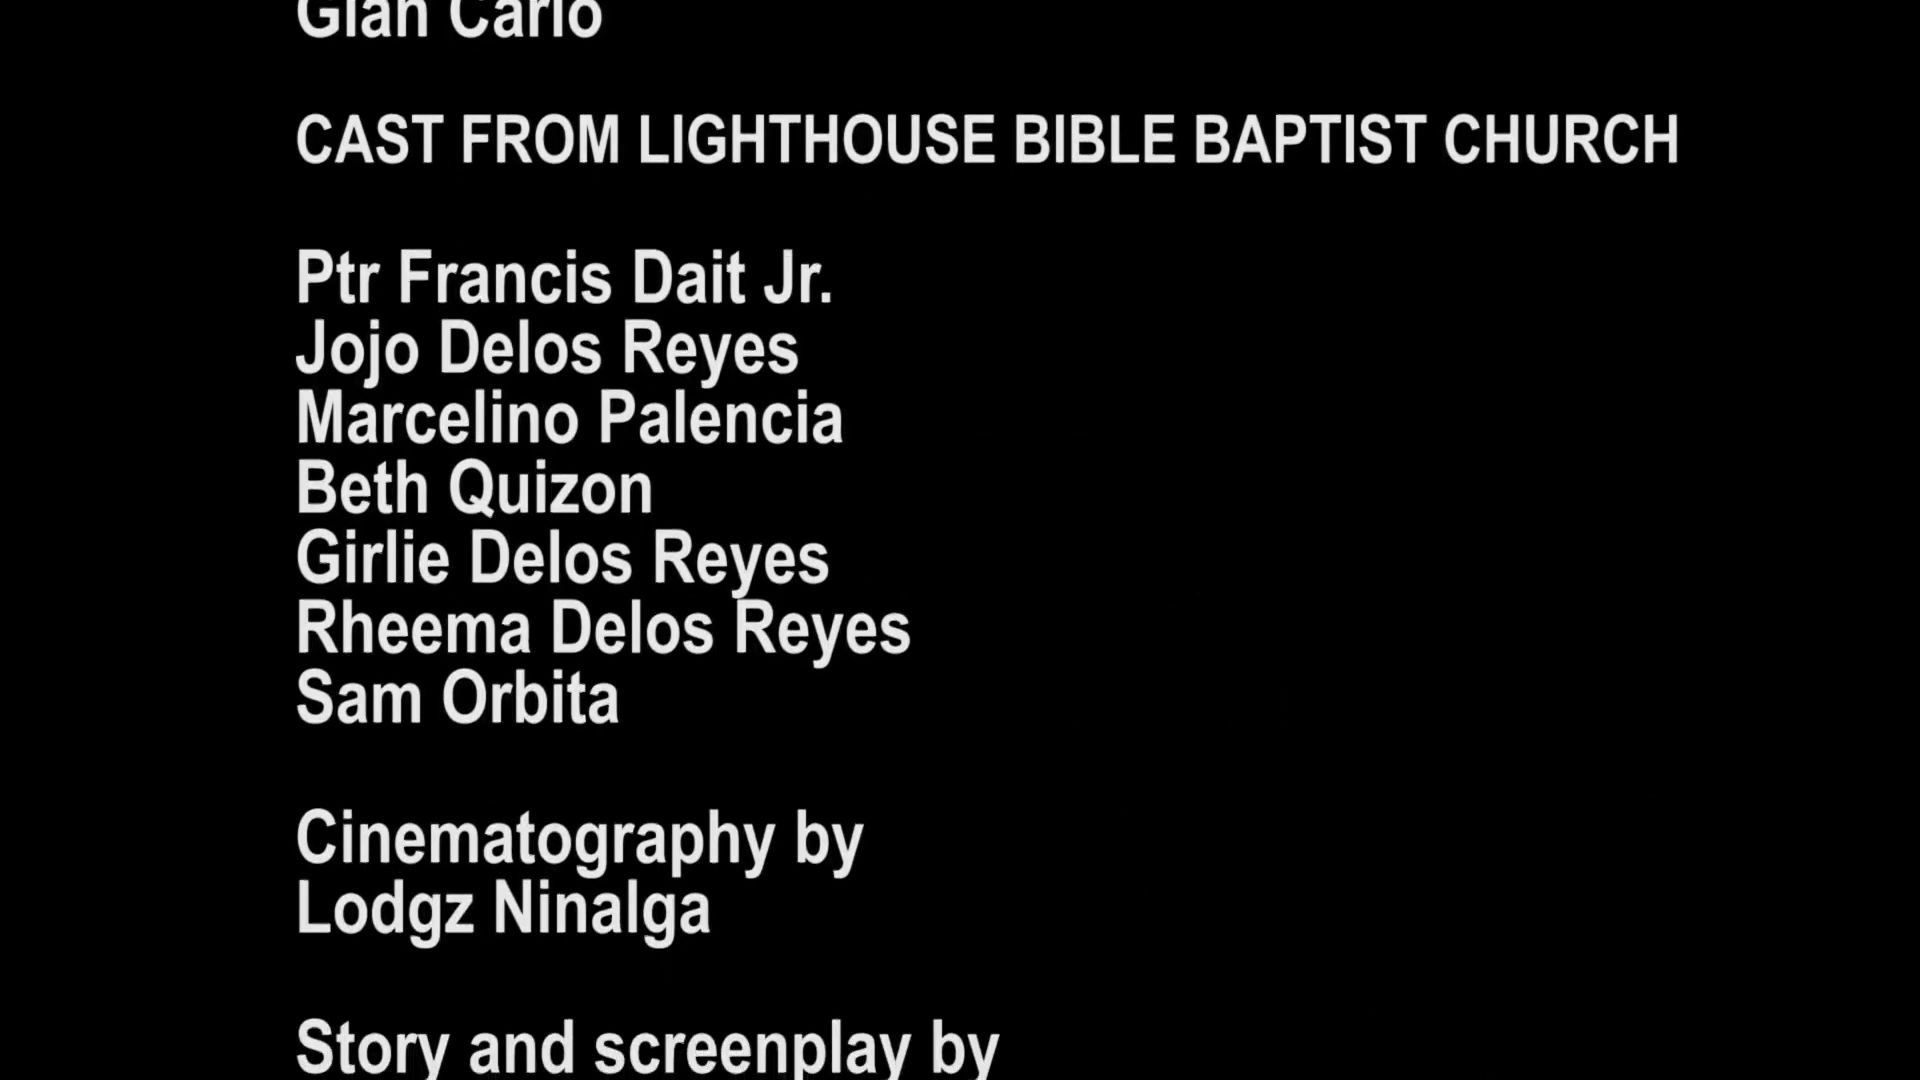 Gian Carlo
CAST FROM LIGHTHOUSE BIBLE BAPTIST CHURCH
Ptr Francis Dait Jr.
Jojo Delos Reyes
Marcelino Palencia
Beth Quizon
Girlie Delos Reyes
Rheema Delos Reyes
Sam Orbita
Cinematography by
Lodgz Ninalga
Story and screenplay by